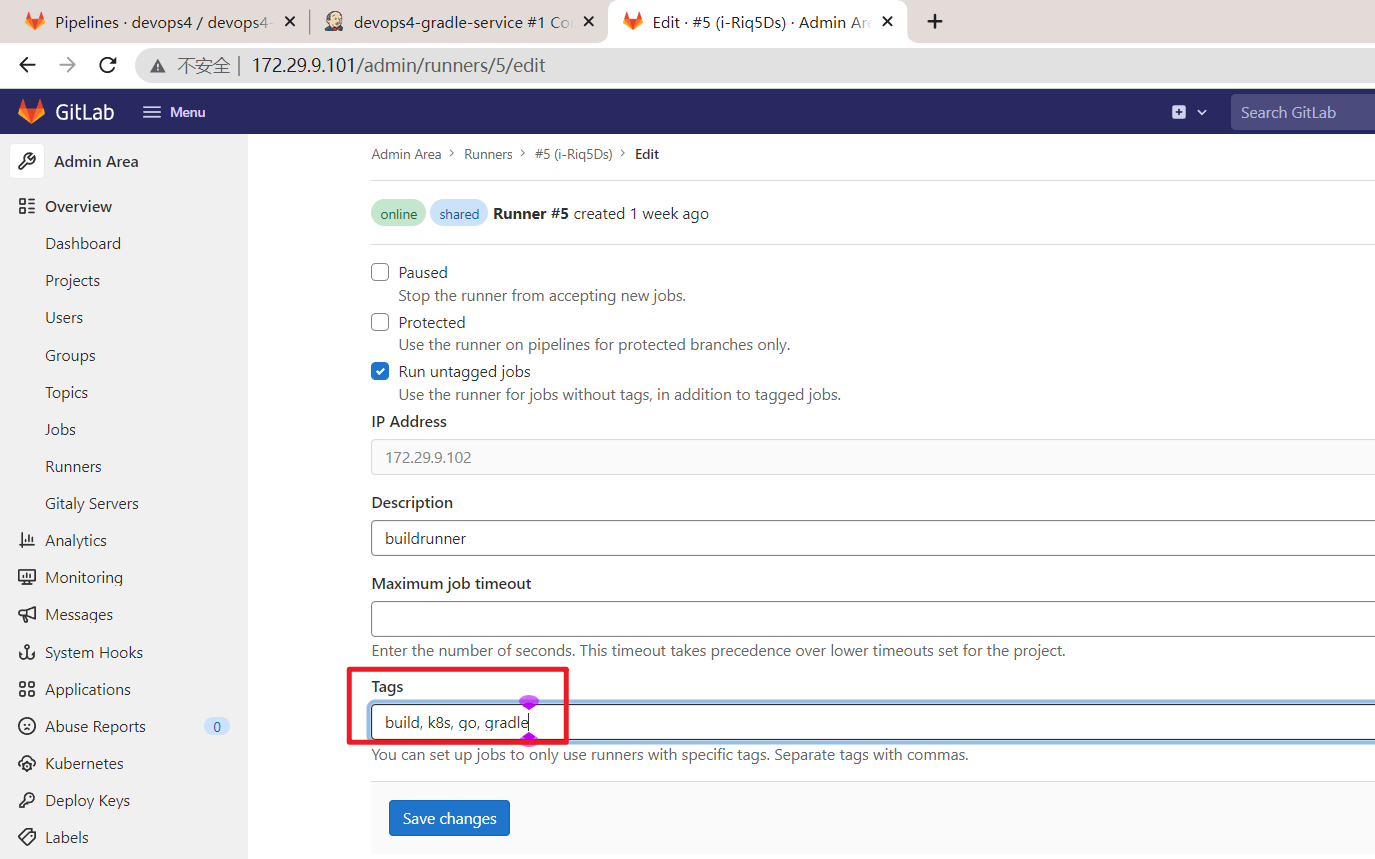 Pipelines · devops4 / devops4-
devops4-gradle-service #1 Co
Edit · #5 (i-Riq5Ds) · Admin Are
不安全 172.29.9.101/admin/runners/5/edit
GitLab Menu Search GitLab
Admin Area
Overview
Dashboard
Projects
Users
Groups
Topics
Jobs
Runners
Gitaly Servers
Analytics
Monitoring
Messages
System Hooks
Applications
Abuse Reports 0
Kubernetes
Deploy Keys
Labels
Admin Area > Runners > #5 (i-Riq5Ds) > Edit
online shared Runner #5 created 1 week ago
Paused
Stop the runner from accepting new jobs.
Protected
Use the runner on pipelines for protected branches only.
Run untagged jobs
Use the runner for jobs without tags, in addition to tagged jobs.
IP Address
172.29.9.102
Description
buildrunner
Maximum job timeout
Enter the number of seconds. This timeout takes precedence over lower timeouts set for the project.
Tags
build, k8s, go, gradle
You can set up jobs to only use runners with specific tags. Separate tags with commas.
Save changes